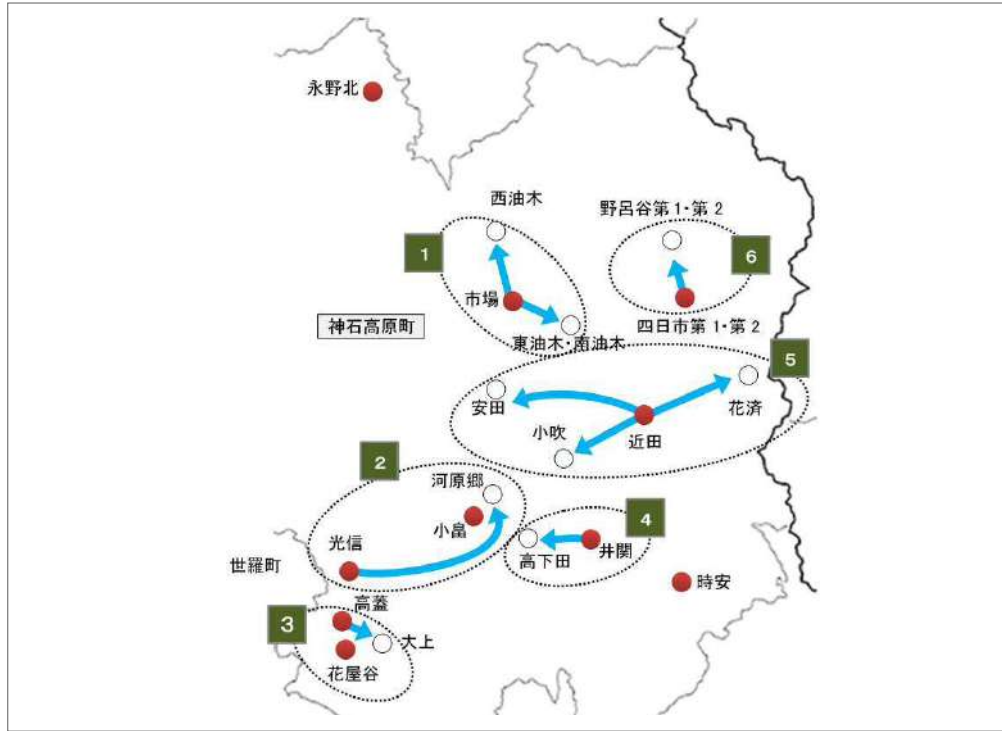 永野北
西油木
野呂谷第1・第2
1
6
市場
神石高原町
四日市第1・第2
東油木・南油木
5
安田
花済
小吹
近田
2
河原郷
4
小畠
光信
高下田
井関
世羅町
時安
高蓋
3
大上
花屋谷